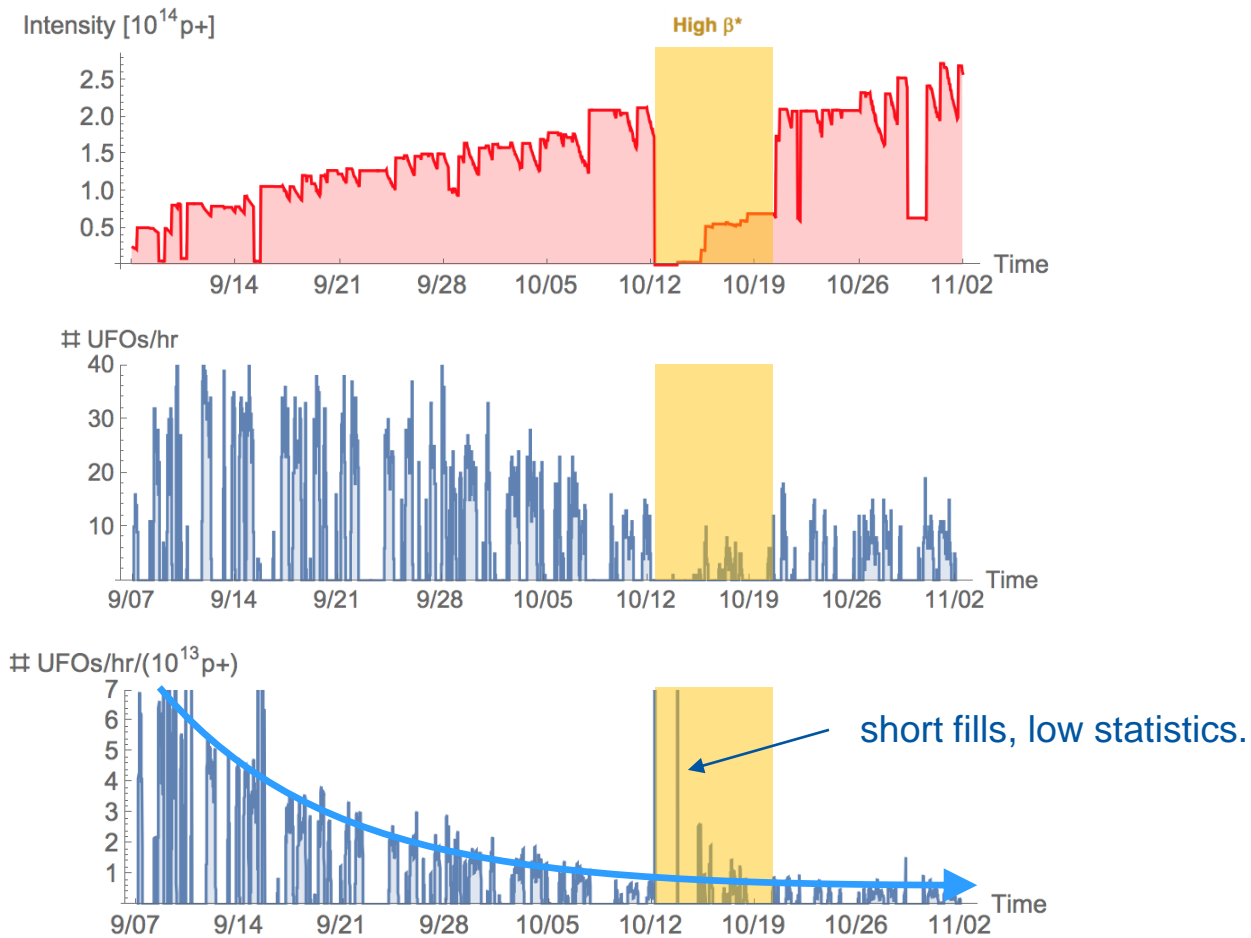 Intensity [10^14 p+]
High β*
2.5
2.0
1.5
1.0
0.5
Time
9/14 9/21 9/28 10/05 10/12 10/19 10/26 11/02
# UFOs/hr
40
30
20
10
Time
9/07 9/14 9/21 9/28 10/05 10/12 10/19 10/26 11/02
# UFOs/hr/(10^13 p+)
7
6
5
4
3
2
1
short fills, low statistics.
Time
9/07 9/14 9/21 9/28 10/05 10/12 10/19 10/26 11/02